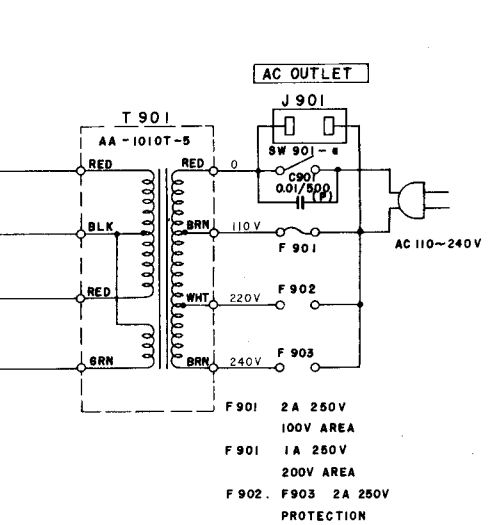 AC OUTLET
J901
T901
AA-1010T-5
SW 901-a
RED
RED
0
C901
0.01/500
(P)
BLK
BRN
110V
F901
AC 110~240V
RED
WHT
220V
F902
BRN
BRN
240V
F903
F901 2A 250V
100V AREA
F901 1A 250V
200V AREA
F902. F903 2A 250V
PROTECTION